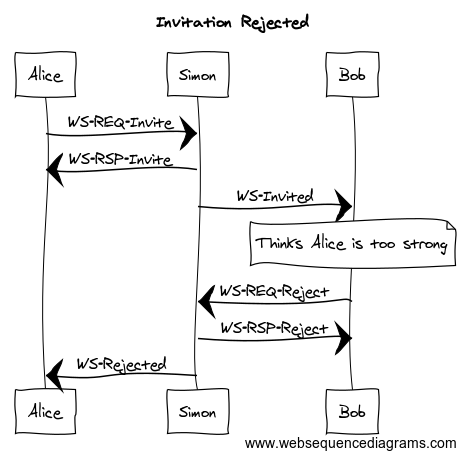 Invitation Rejected
Alice Simon Bob
WS-REQ-Invite
WS-RSP-Invite
WS-Invited
Thinks Alice is too strong
WS-REQ-Reject
WS-RSP-Reject
WS-Rejected
Alice Simon Bob
www.websequencediagrams.com